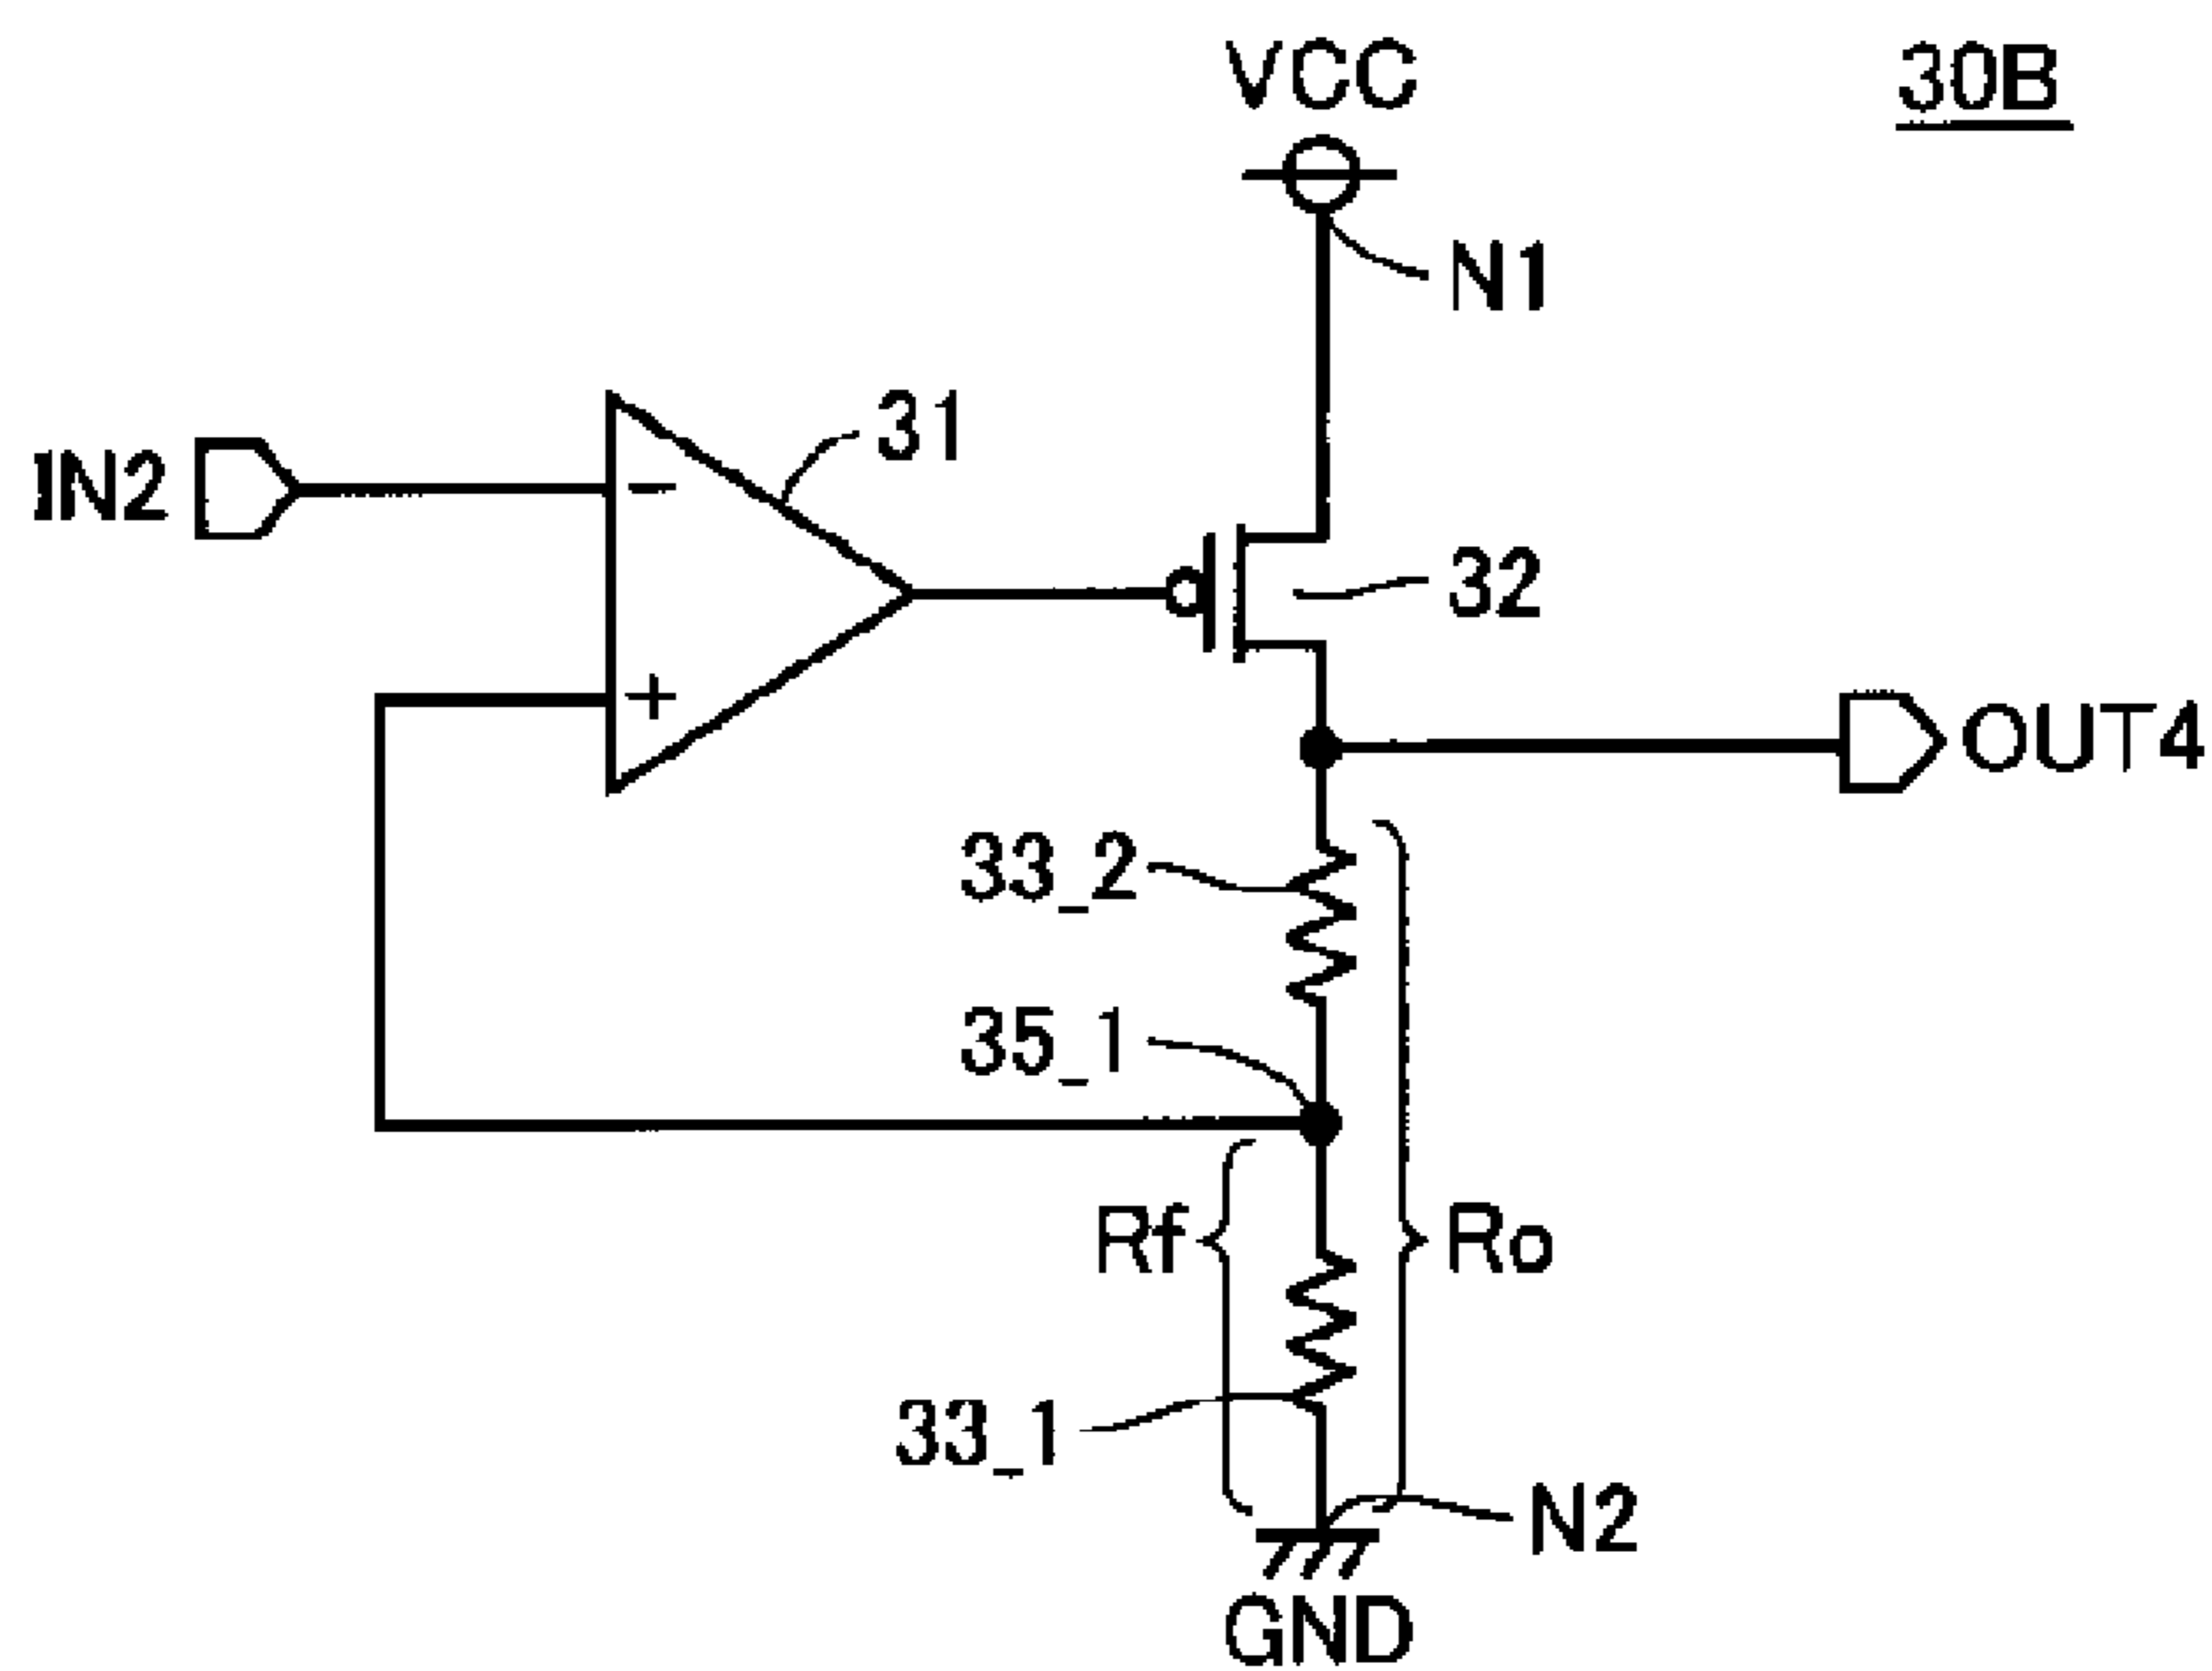 VCC
30B
N1
31
IN2
−
32
+
OUT4
33_2
35_1
Rf
Ro
33_1
N2
GND